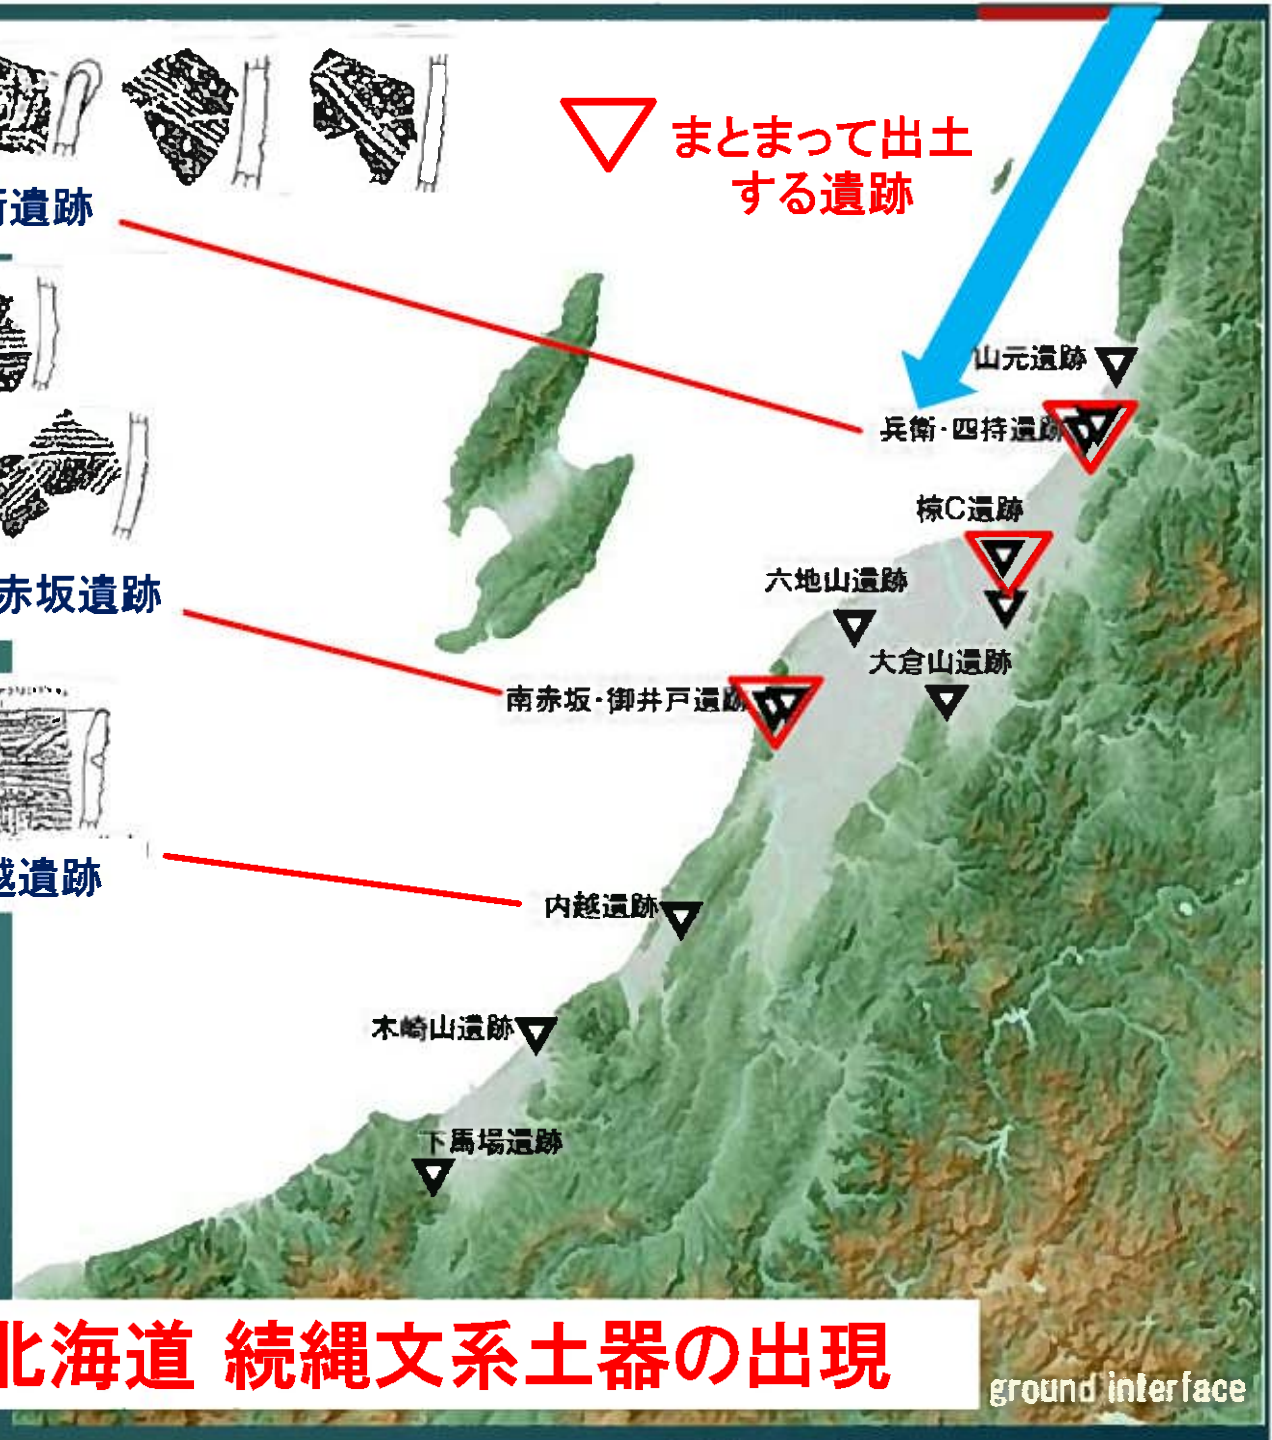 まとまって出土
する遺跡
衛遺跡
山元遺跡
兵衛・四持遺跡
椋C遺跡
六地山遺跡
赤坂遺跡
大倉山遺跡
南赤坂・御井戸遺跡
越遺跡
内越遺跡
木崎山遺跡
下馬場遺跡
北海道 続縄文系土器の出現
ground interface